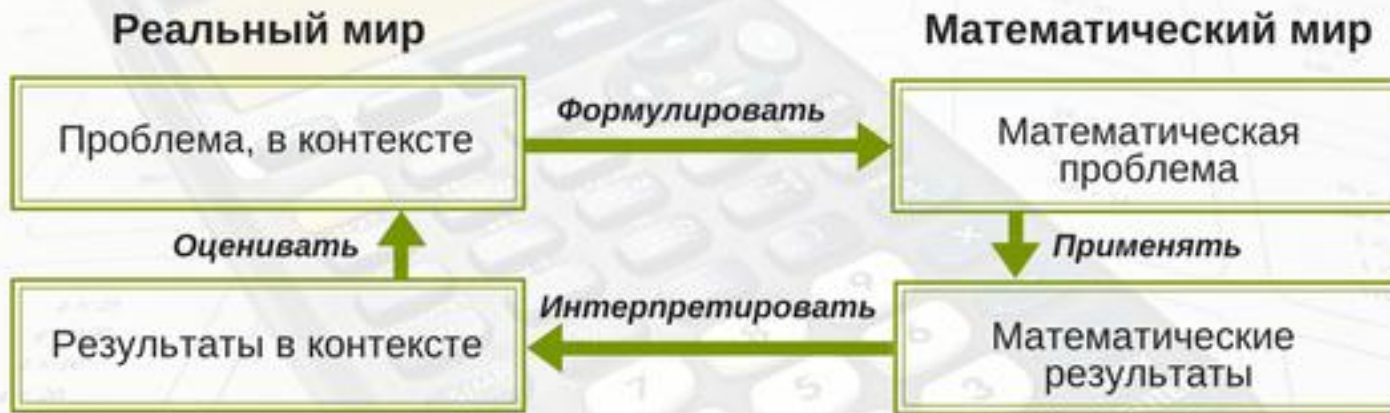 Реальный мир
Математический мир
Проблема, в контексте
Формулировать
Математическая
проблема
Оценивать
Применять
Результаты в контексте
Интерпретировать
Математические
результаты